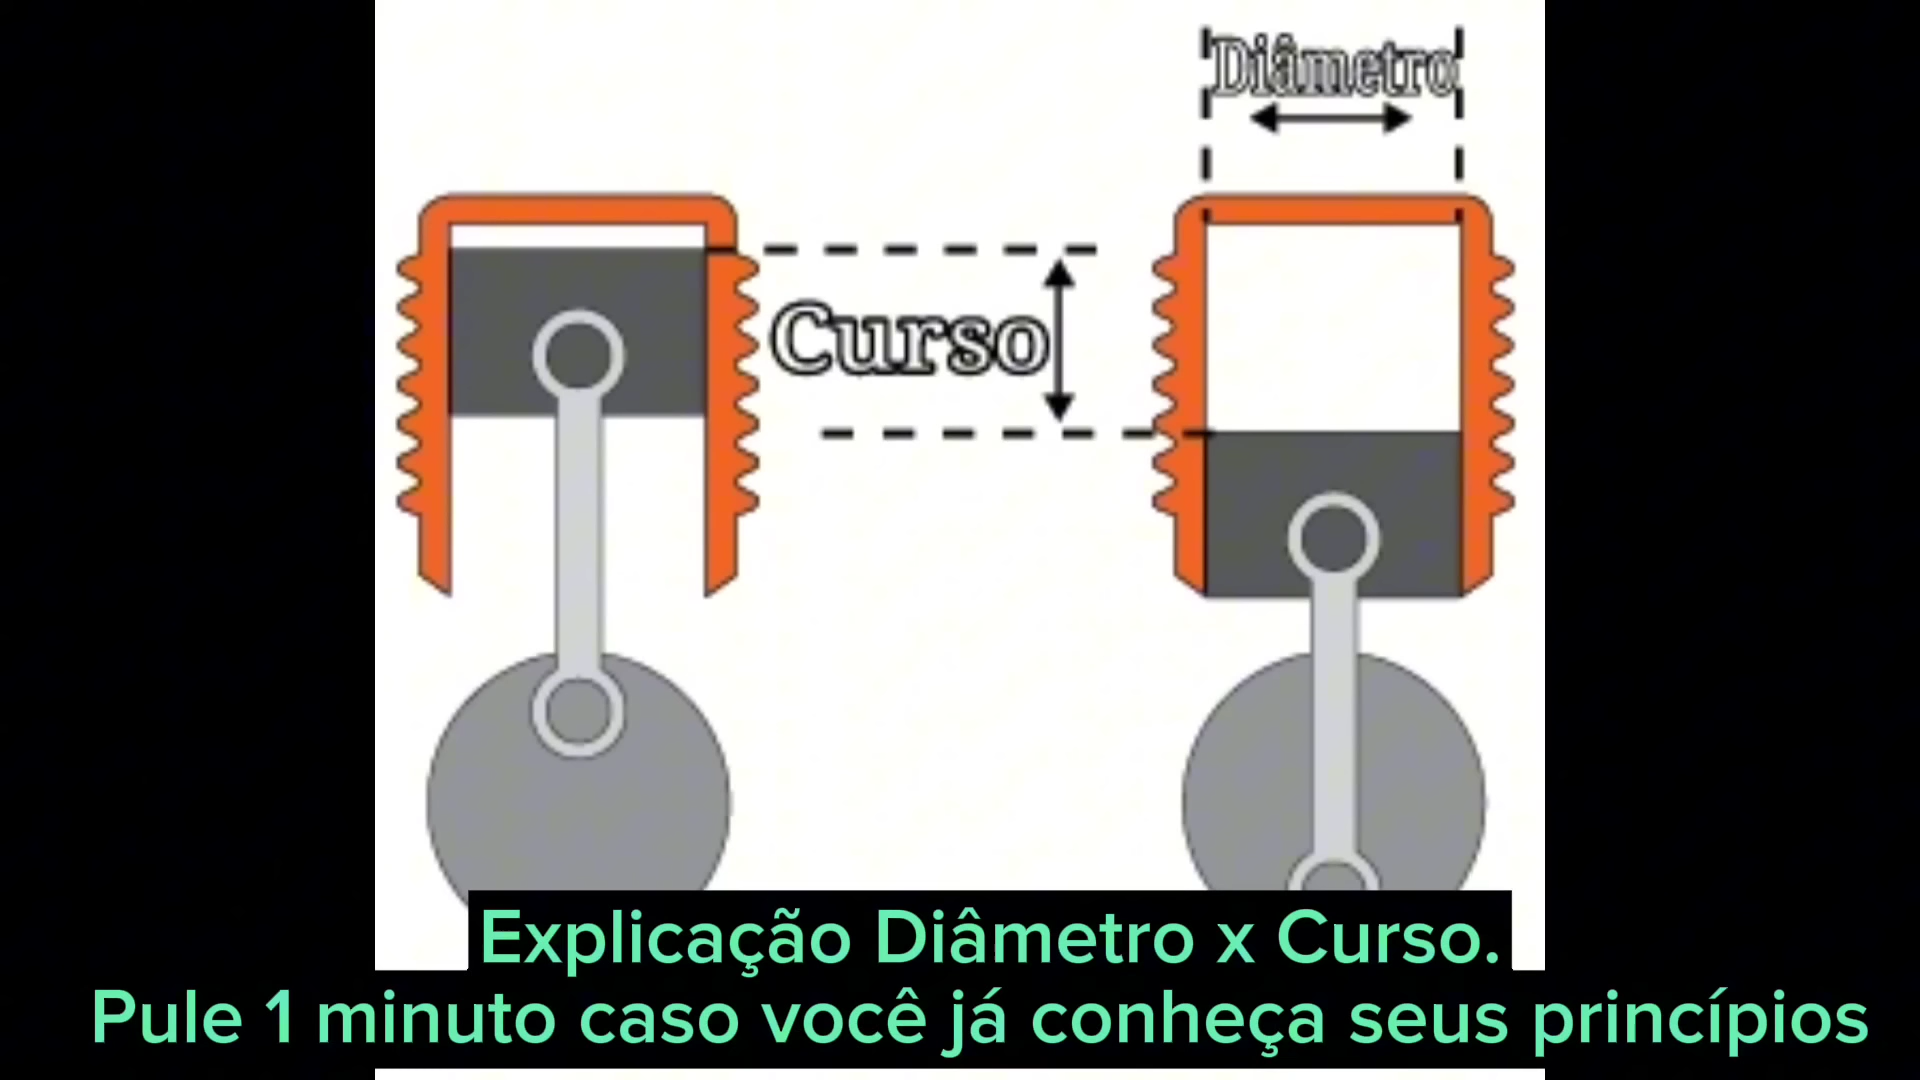 Diâmetro
Curso
Explicação Diâmetro x Curso.
Pule 1 minuto caso você já conheça seus princípios